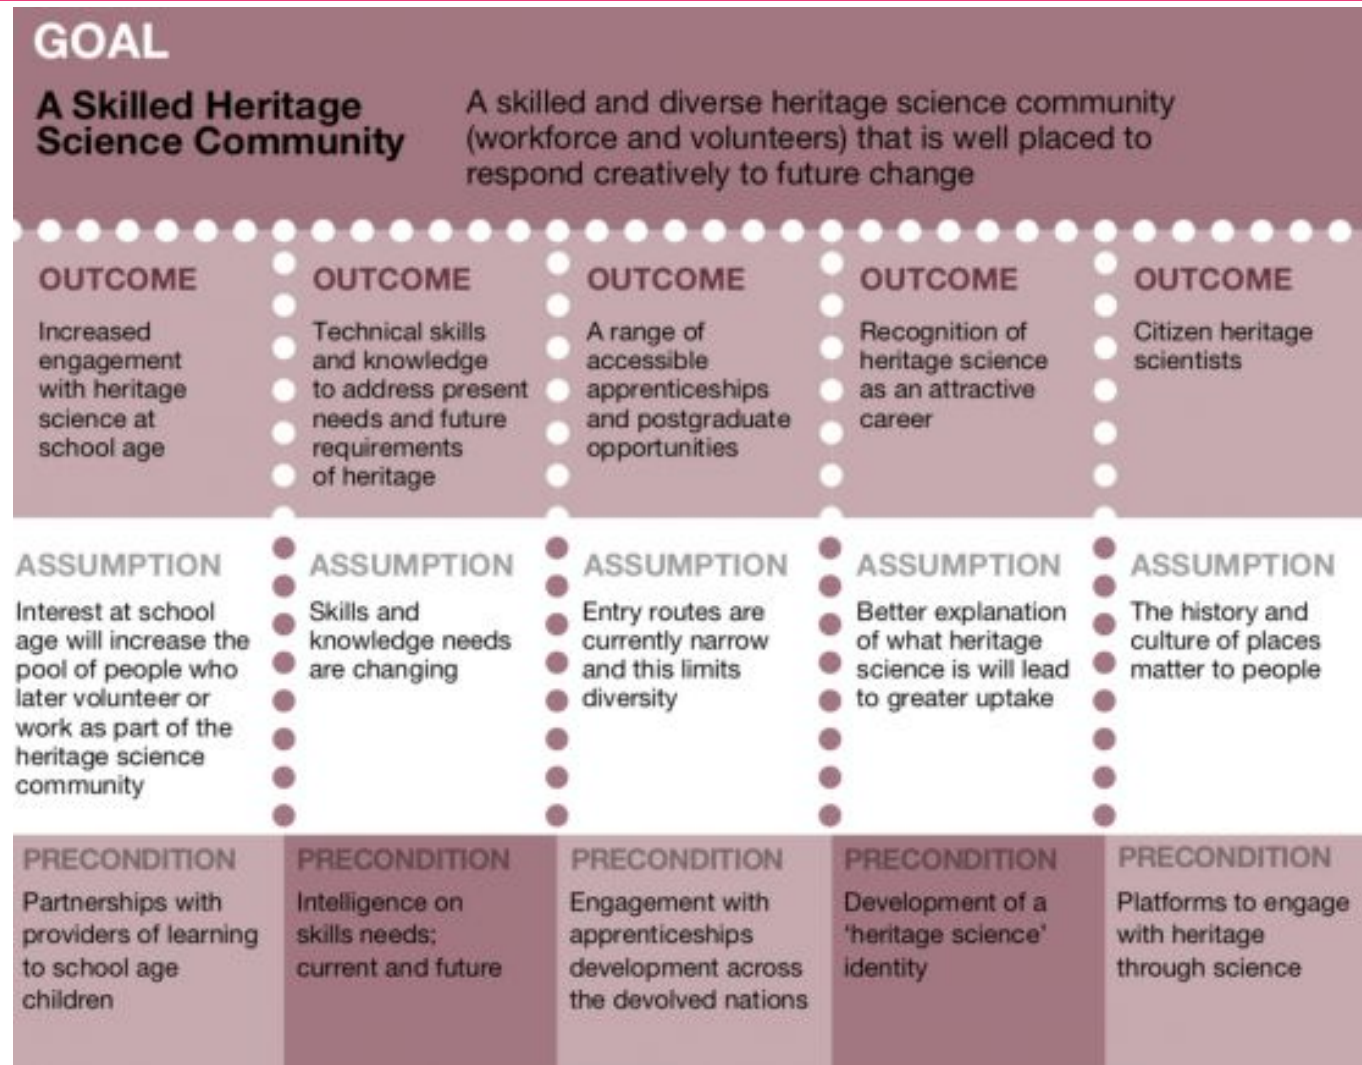 GOAL
A Skilled Heritage
Science Community
A skilled and diverse heritage science community
(workforce and volunteers) that is well placed to
respond creatively to future change
OUTCOME
Increased
engagement
with heritage
science at
school age
OUTCOME
Technical skills
and knowledge
to address present
needs and future
requirements
of heritage
OUTCOME
A range of
accessible
apprenticeships
and postgraduate
opportunities
OUTCOME
Recognition of
heritage science
as an attractive
career
OUTCOME
Citizen heritage
scientists
ASSUMPTION
Interest at school
age will increase the
pool of people who
later volunteer or
work as part of the
heritage science
community
ASSUMPTION
Skills and
knowledge needs
are changing
ASSUMPTION
Entry routes are
currently narrow
and this limits
diversity
ASSUMPTION
Better explanation
of what heritage
science is will lead
to greater uptake
ASSUMPTION
The history and
culture of places
matter to people
PRECONDITION
Partnerships with
providers of learning
to school age
children
PRECONDITION
Intelligence on
skills needs;
current and future
PRECONDITION
Engagement with
apprenticeships
development across
the devolved nations
PRECONDITION
Development of a
‘heritage science’
identity
PRECONDITION
Platforms to engage
with heritage
through science